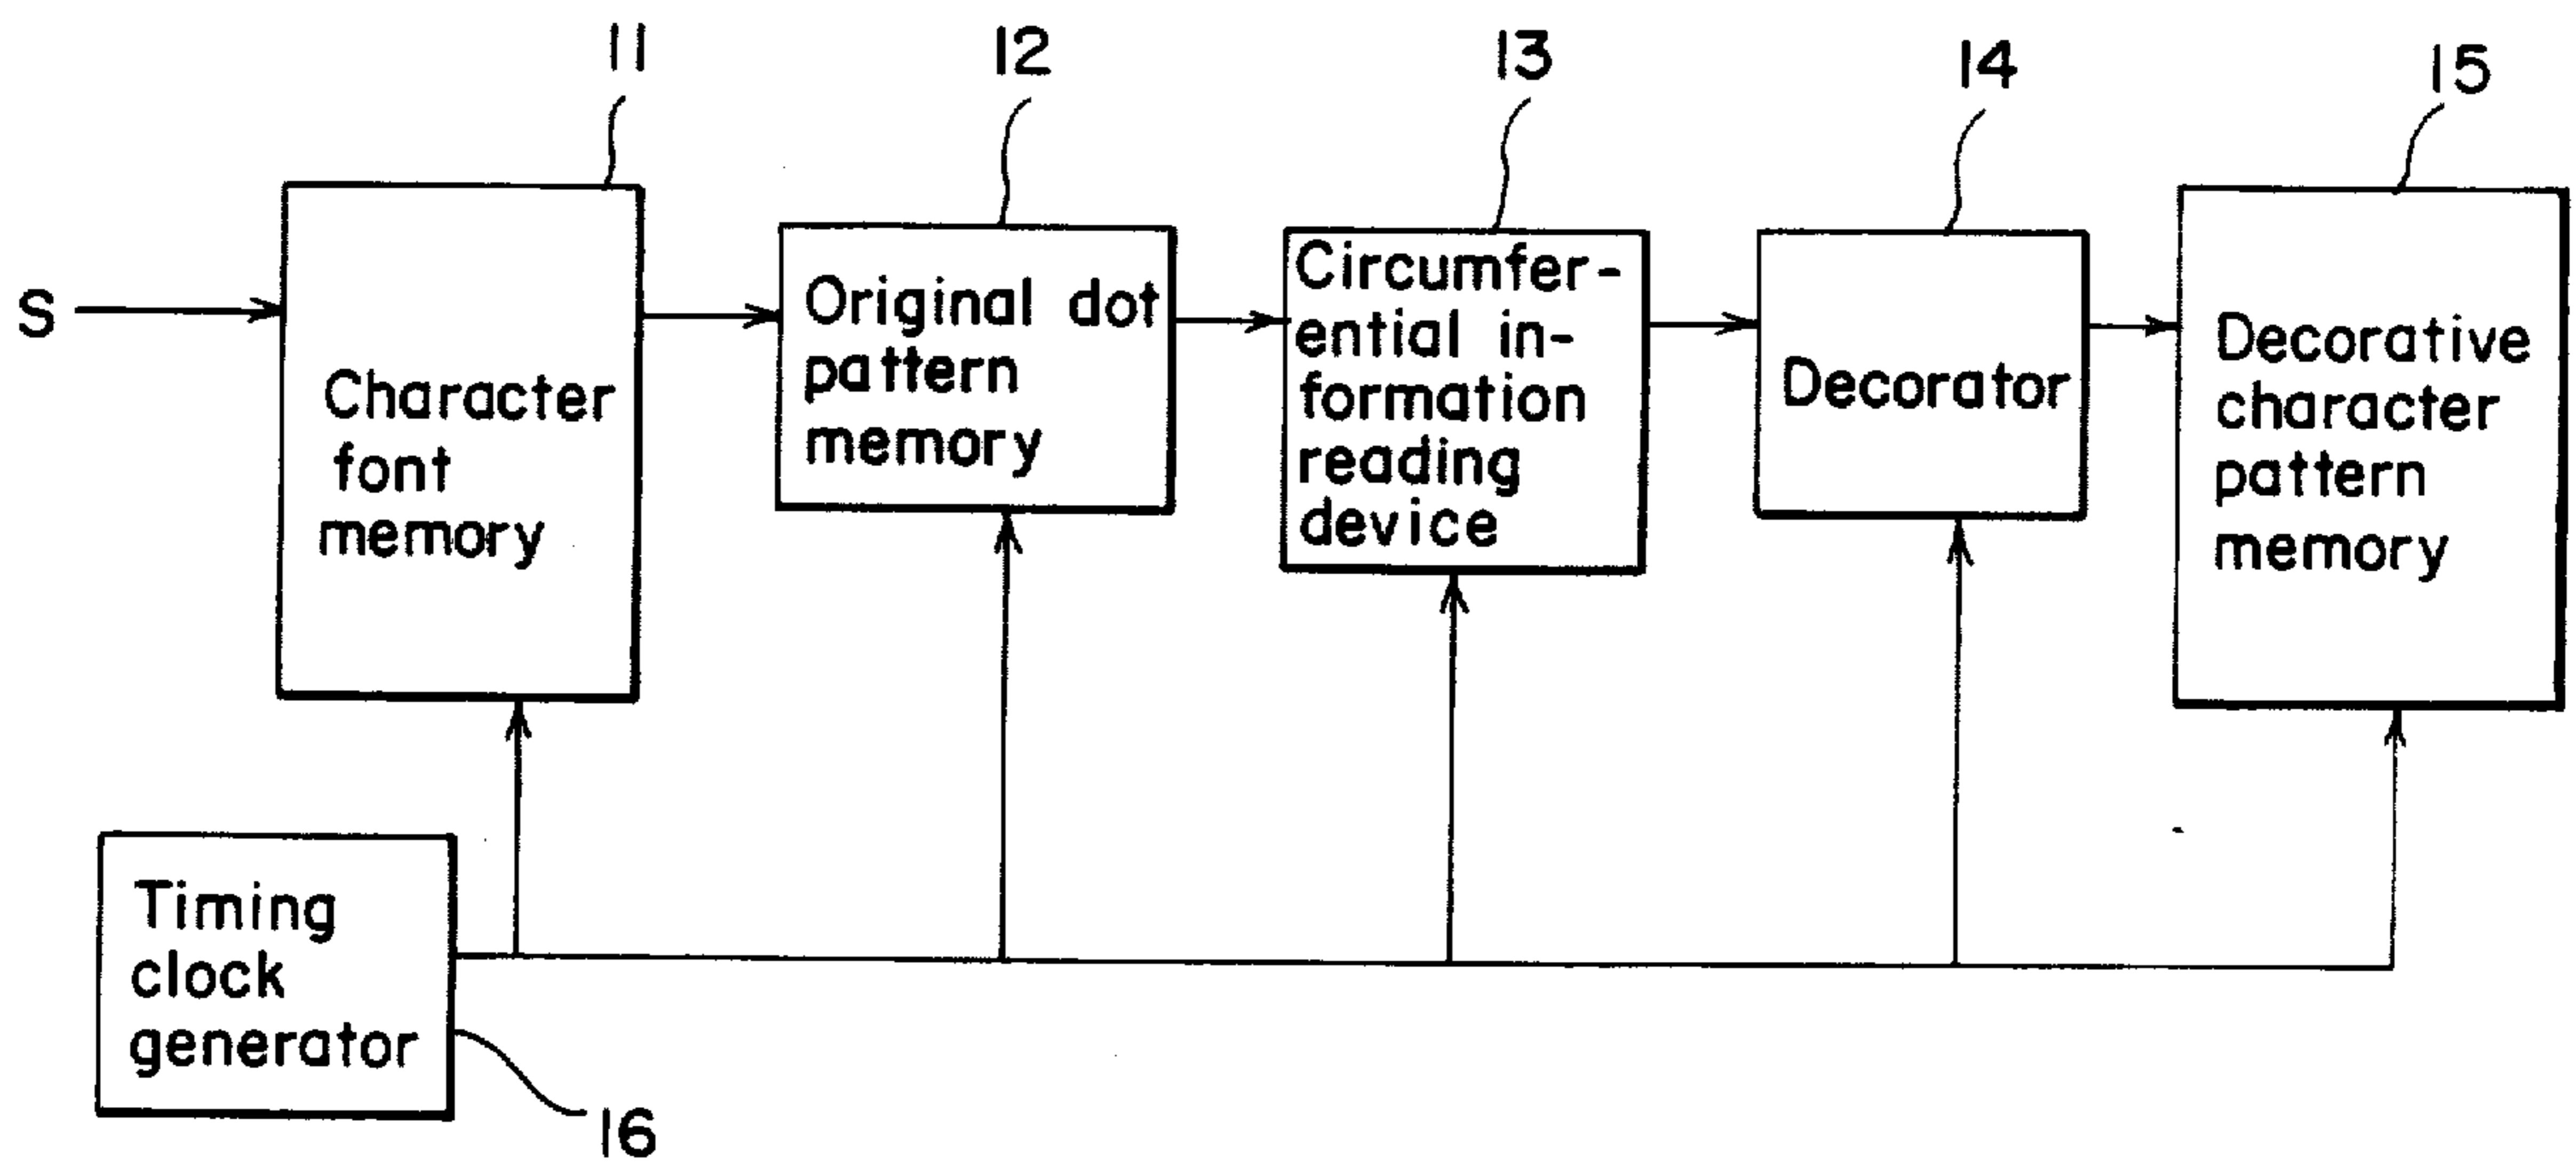 11
12
13
14
15
S
Character
font
memory
Original dot
pattern
memory
Circumfer-
ential in-
formation
reading
device
Decorator
Decorative
character
pattern
memory
Timing
clock
generator
16